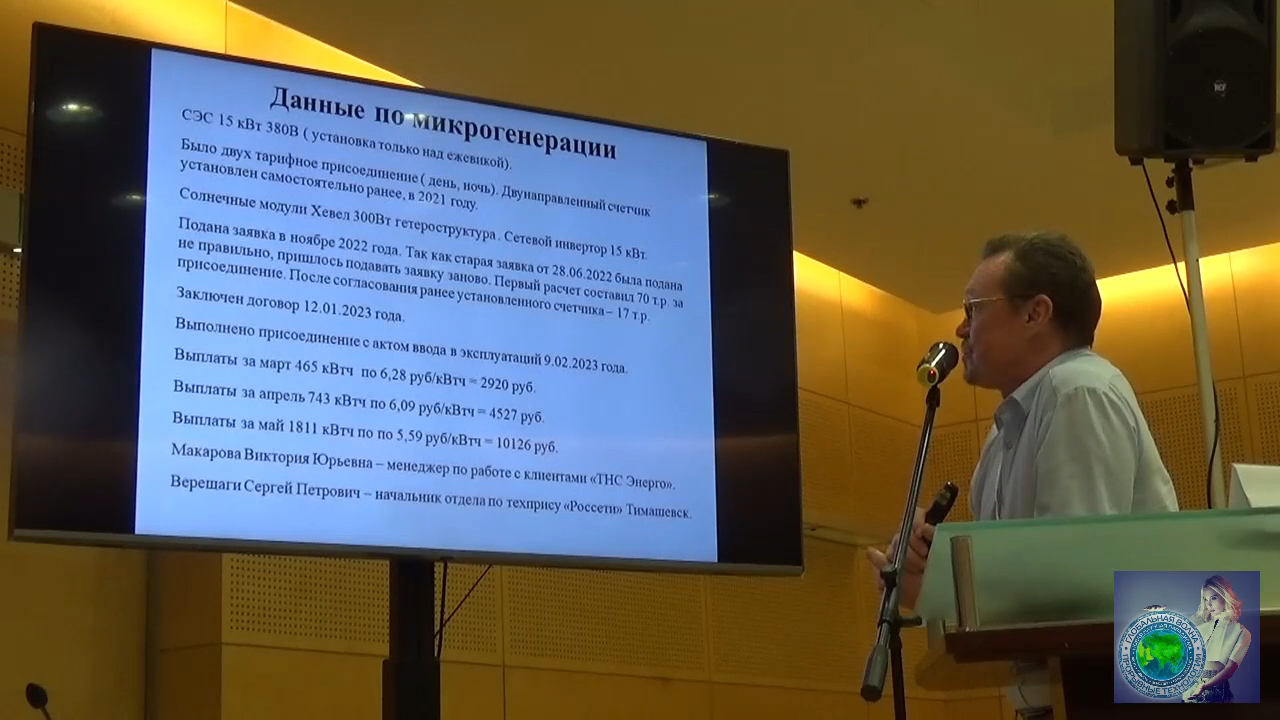 Данные по микрогенерации
СЭС 15 кВт 380В ( установка только над ежевикой).
Было двух тарифное присоединение ( день, ночь). Двунаправленный счетчик
установлен самостоятельно ранее, в 2021 году.
Солнечные модули Хевел 300Вт гетероструктура. Сетевой инвертор 15 кВт.
Подана заявка в ноябре 2022 года. Так как старая заявка от 28.06.2022 была подана
не правильно, пришлось подавать заявку заново. Первый расчет составил 70 т.р. за
присоединение. После согласования ранее установленного счетчика – 17 т.р.
Заключен договор 12.01.2023 года.
Выполнено присоединение с актом ввода в эксплуатаций 9.02.2023 года.
Выплаты за март 465 кВтч по 6,28 руб/кВтч = 2920 руб.
Выплаты за апрель 743 кВтч по 6,09 руб/кВтч = 4527 руб.
Выплаты за май 1811 кВтч по по 5,59 руб/кВтч = 10126 руб.
Макарова Виктория Юрьевна – менеджер по работе с клиентами «ТНС Энерго».
Верещаги Сергей Петрович – начальник отдела по техпрису «Россети» Тимашевск.
RCF
ГЛОБАЛЬНАЯ ВОЛНА